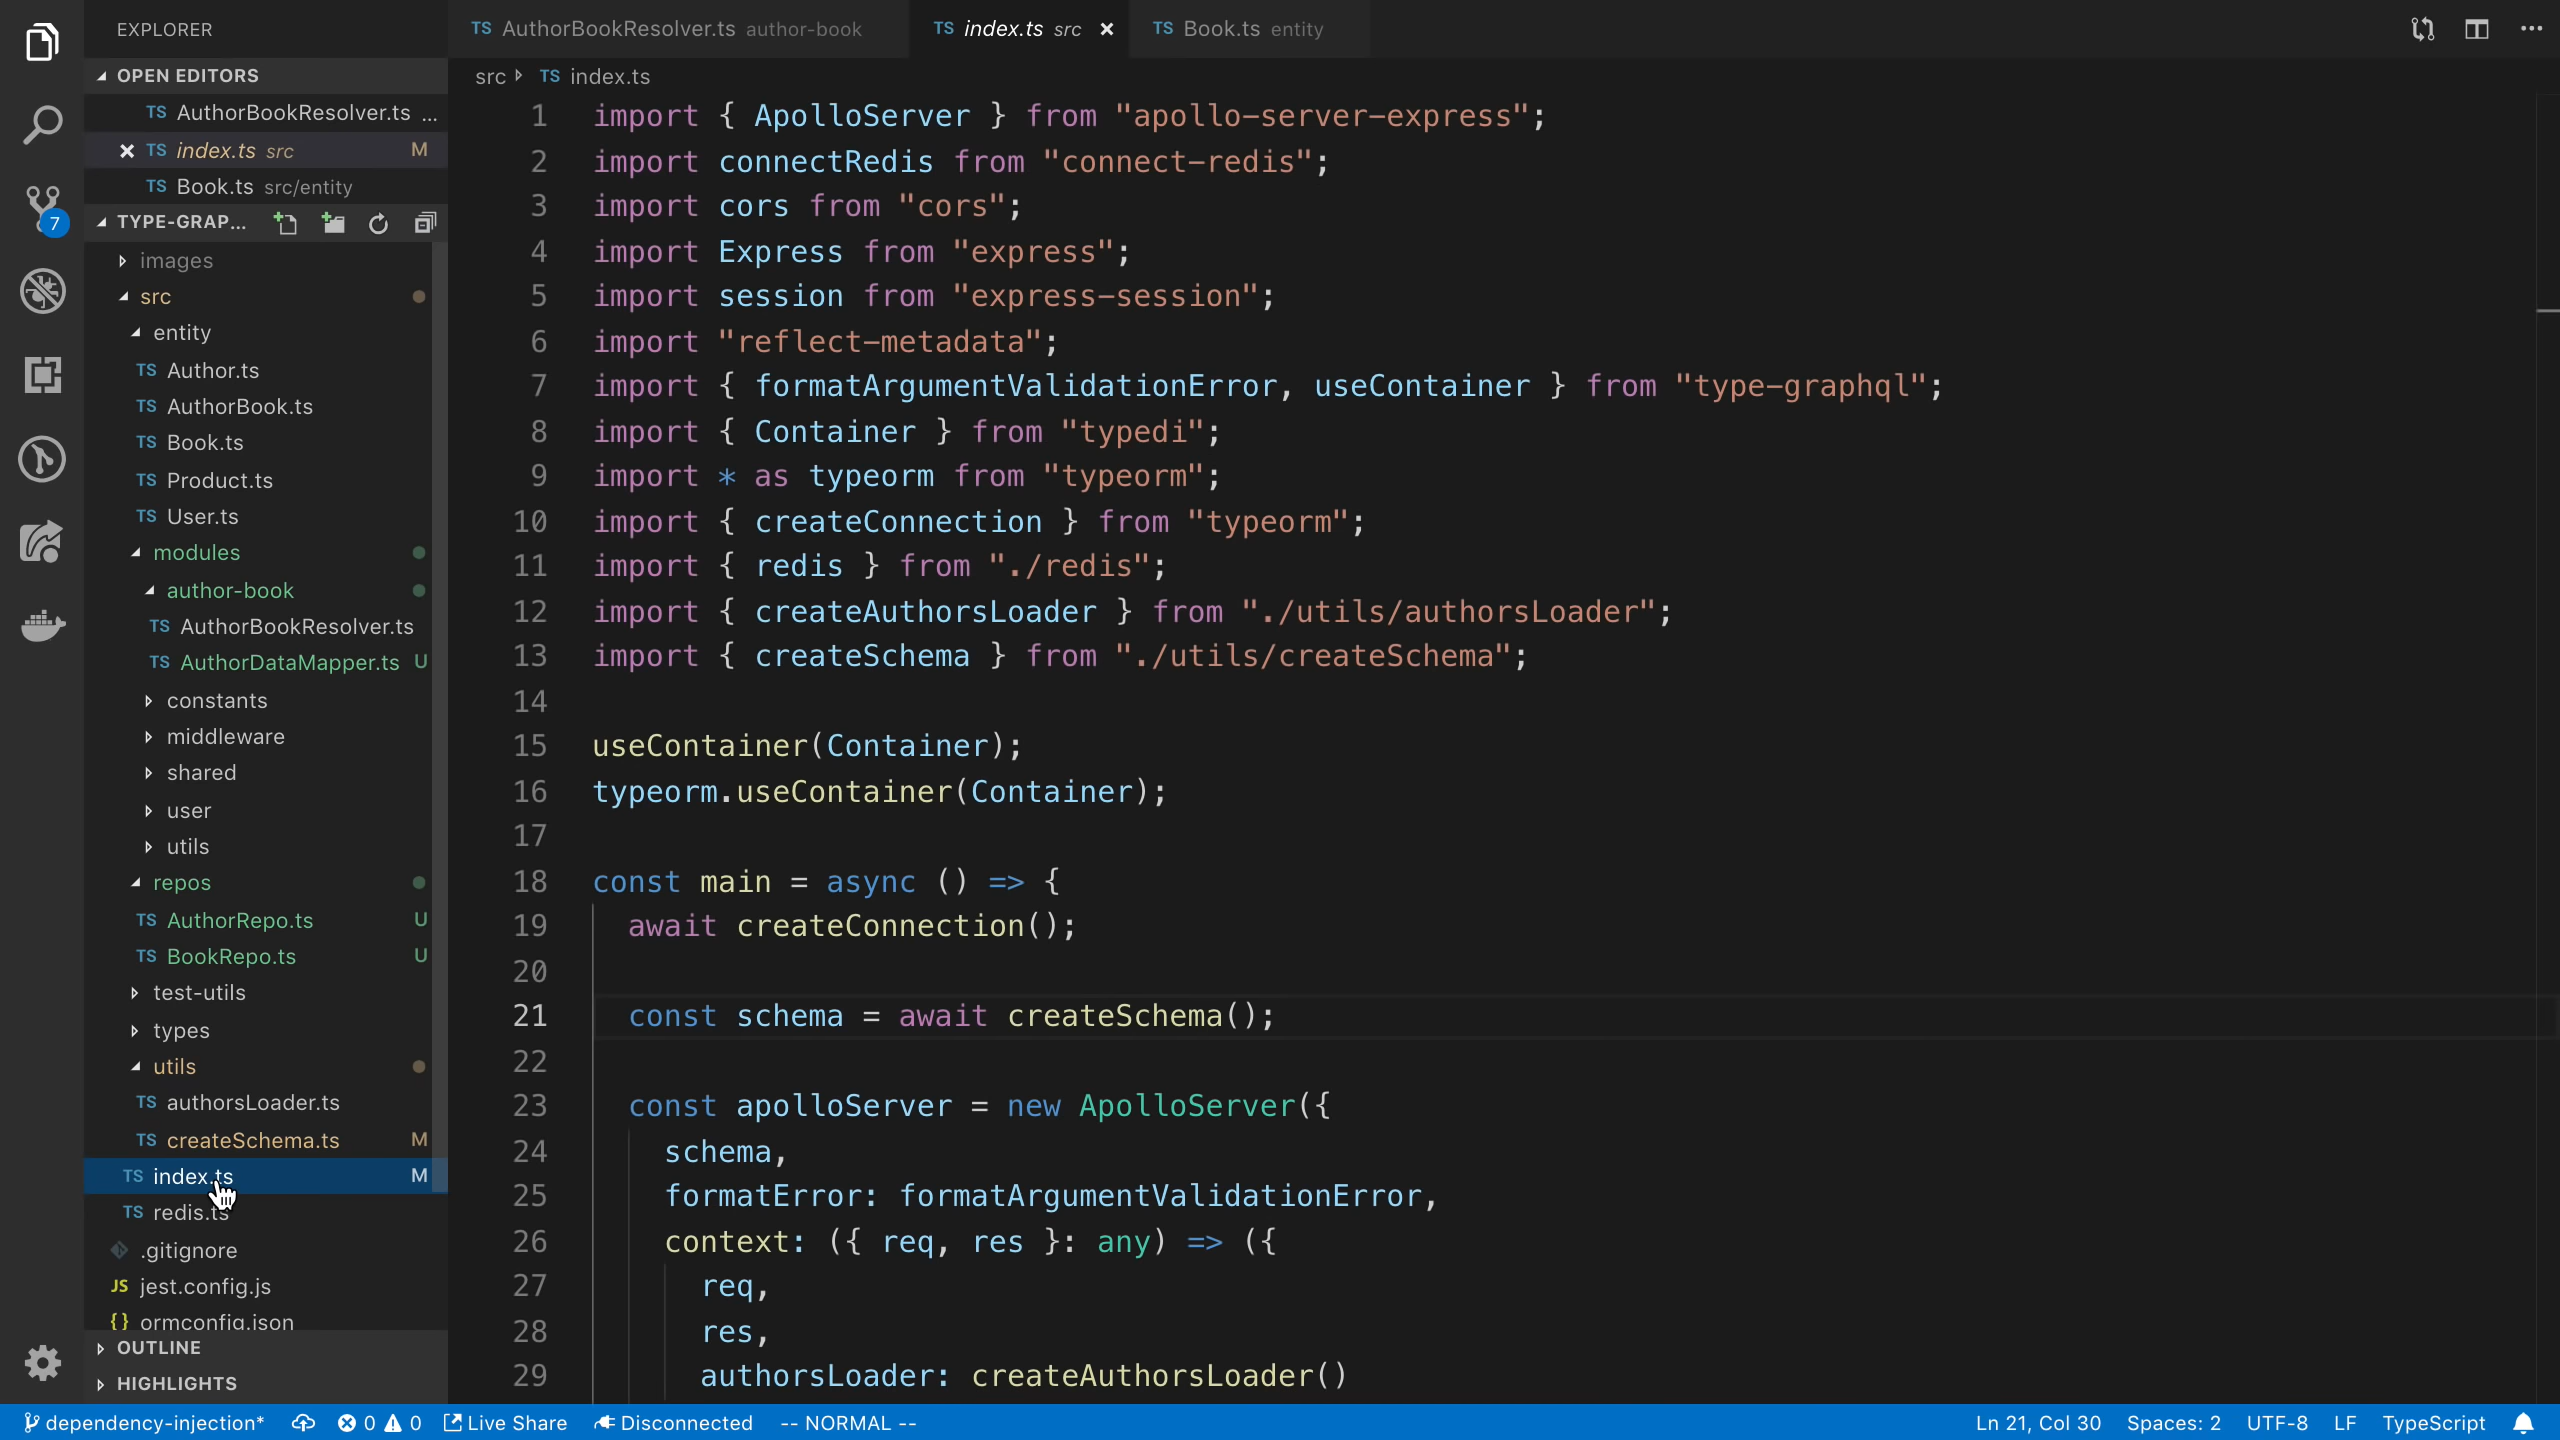 EXPLORER
OPEN EDITORS
TS AuthorBookResolver.ts ...
TS index.ts src M
TS Book.ts src/entity
7
TYPE-GRAP...
images
src
entity
TS Author.ts
TS AuthorBook.ts
TS Book.ts
TS Product.ts
TS User.ts
modules
author-book
TS AuthorBookResolver.ts
TS AuthorDataMapper.ts U
constants
middleware
shared
user
utils
repos
TS AuthorRepo.ts U
TS BookRepo.ts U
test-utils
types
utils
TS authorsLoader.ts
TS createSchema.ts M
TS index.ts M
TS redis.ts
.gitignore
JS jest.config.js
{} ormconfig.json
OUTLINE
HIGHLIGHTS
TS AuthorBookResolver.ts author-book
TS index.ts src
TS Book.ts entity
src TS index.ts
1 import { ApolloServer } from "apollo-server-express";
2 import connectRedis from "connect-redis";
3 import cors from "cors";
4 import Express from "express";
5 import session from "express-session";
6 import "reflect-metadata";
7 import { formatArgumentValidationError, useContainer } from "type-graphql";
8 import { Container } from "typedi";
9 import * as typeorm from "typeorm";
10 import { createConnection } from "typeorm";
11 import { redis } from "./redis";
12 import { createAuthorsLoader } from "./utils/authorsLoader";
13 import { createSchema } from "./utils/createSchema";
14
15 useContainer(Container);
16 typeorm.useContainer(Container);
17
18 const main = async () => {
19 await createConnection();
20
21 const schema = await createSchema();
22
23 const apolloServer = new ApolloServer({
24 schema,
25 formatError: formatArgumentValidationError,
26 context: ({ req, res }: any) => ({
27 req,
28 res,
29 authorsLoader: createAuthorsLoader()
dependency-injection* 0 0 Live Share Disconnected -- NORMAL -- Ln 21, Col 30 Spaces: 2 UTF-8 LF TypeScript